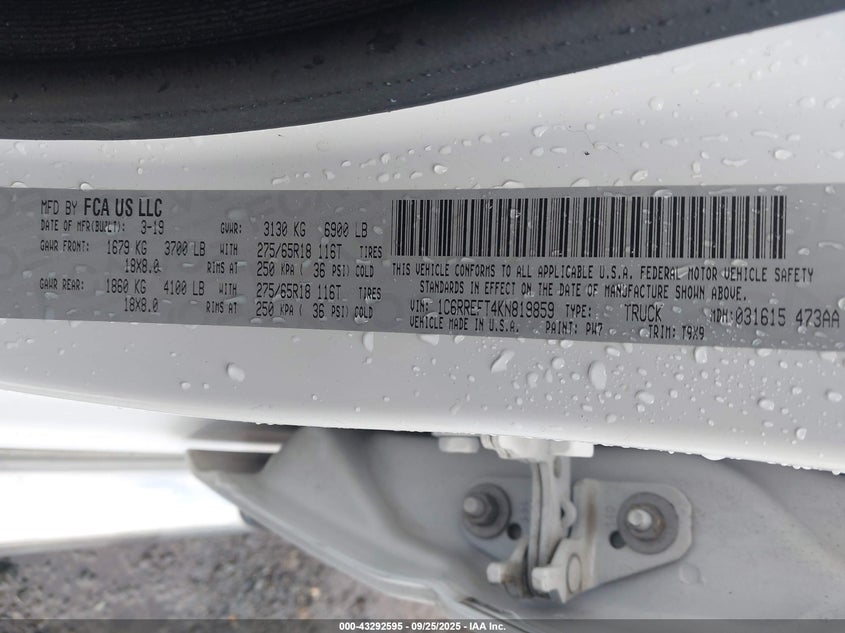 MFD BY FCA US LLC
DATE OF MFR(BUILT): 3-19 GVWR: 3130 KG 6900 LB
GAWR FRONT: 1679 KG 3700 LB WITH 275/65R18 116T TIRES
18X8.0 RIMS AT 250 KPA ( 36 PSI) COLD
GAWR REAR: 1860 KG 4100 LB WITH 275/65R18 116T TIRES
18X8.0 RIMS AT 250 KPA ( 36 PSI) COLD
THIS VEHICLE CONFORMS TO ALL APPLICABLE U.S.A. FEDERAL MOTOR VEHICLE SAFETY
STANDARDS IN EFFECT ON THE DATE OF MANUFACTURE SHOWN ABOVE.
VIN: 1C6RREFT4KN819859 TYPE: TRUCK MDH: 031615 473AA
VEHICLE MADE IN U.S.A. PAINT: PW7 TRIM: T9X9
000-43292595 - 09/25/2025 - IAA Inc.